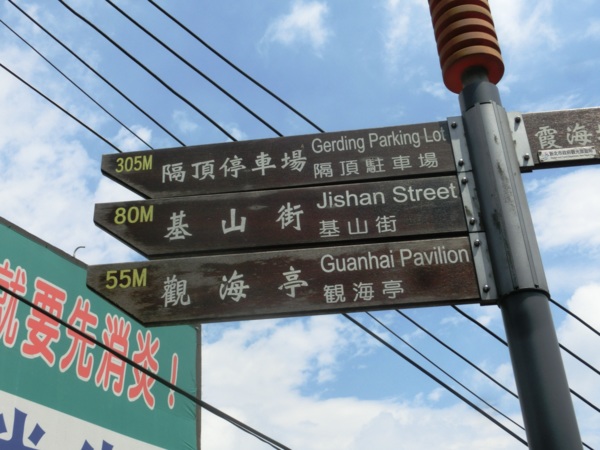 305M 隔頂停車場 Gerding Parking Lot
隔頂駐車場
80M 基山街 Jishan Street
基山街
55M 觀海亭 Guanhai Pavilion
観海亭
霞海
就要先消炎！